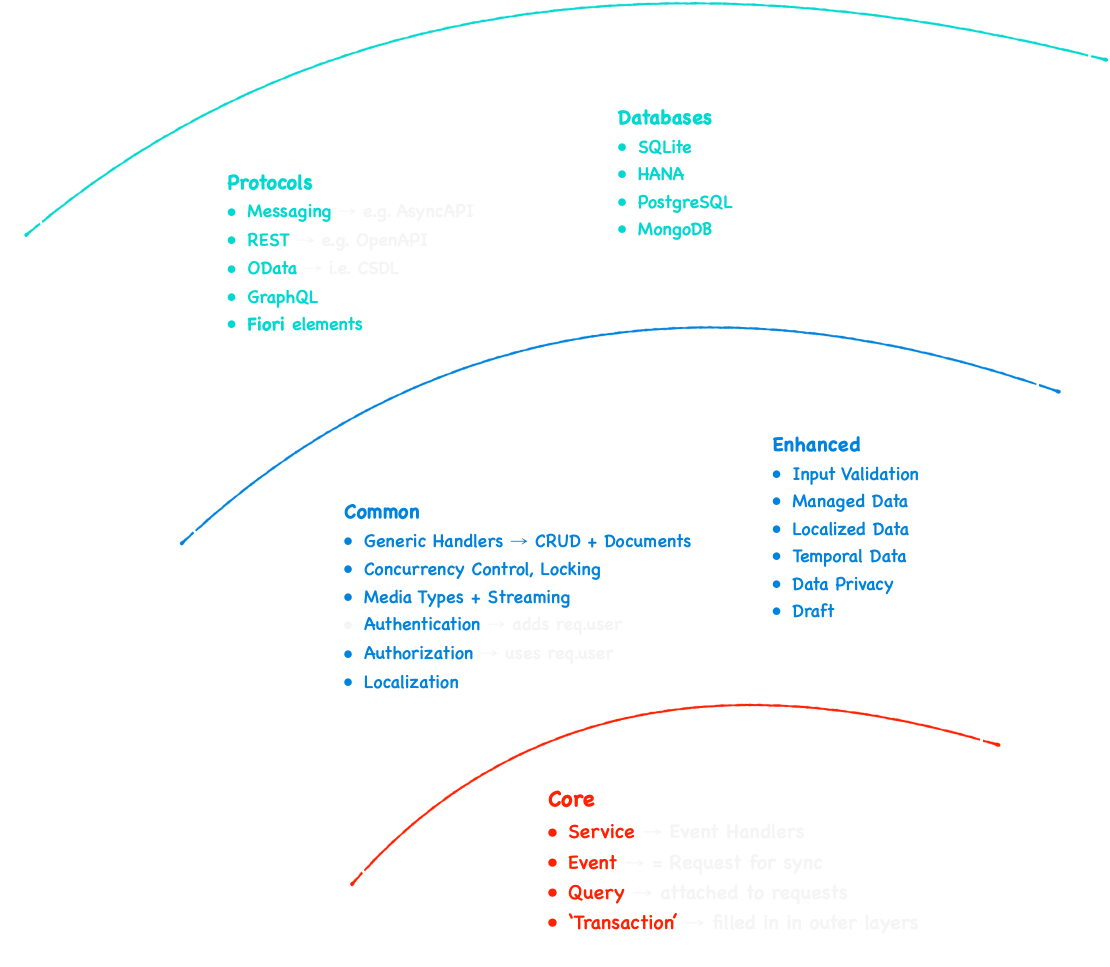 Databases
SQLite
HANA
PostgreSQL
MongoDB
Protocols
Messaging → e.g. AsyncAPI
REST → e.g. OpenAPI
OData → i.e. CSDL
GraphQL
Fiori elements
Enhanced
Input Validation
Managed Data
Localized Data
Temporal Data
Data Privacy
Draft
Common
Generic Handlers → CRUD + Documents
Concurrency Control, Locking
Media Types + Streaming
Authentication → adds req.user
Authorization → uses req.user
Localization
Core
Service → Event Handlers
Event → = Request for sync
Query → attached to requests
‘Transaction’ → filled in in outer layers